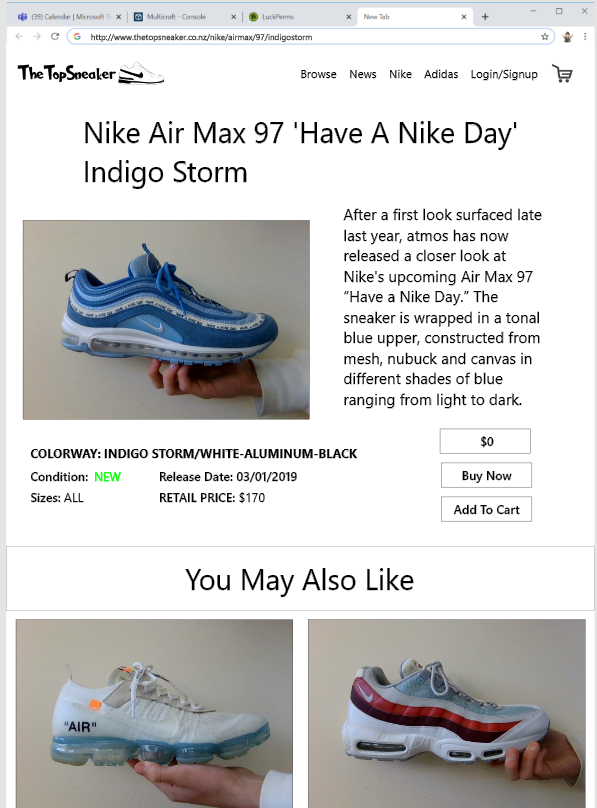 (39) Calendar | Microsoft T
Multicraft - Console
LuckPerms
New Tab
http://www.thetopsneaker.co.nz/nike/airmax/97/indigostorm
TheTopSneaker
Browse News Nike Adidas Login/Signup
Nike Air Max 97 'Have A Nike Day'
Indigo Storm
After a first look surfaced late
last year, atmos has now
released a closer look at
Nike's upcoming Air Max 97
“Have a Nike Day.” The
sneaker is wrapped in a tonal
blue upper, constructed from
mesh, nubuck and canvas in
different shades of blue
ranging from light to dark.
COLORWAY: INDIGO STORM/WHITE-ALUMINUM-BLACK
Condition: NEW
Release Date: 03/01/2019
Sizes: ALL
RETAIL PRICE: $170
$0
Buy Now
Add To Cart
You May Also Like
"AIR"